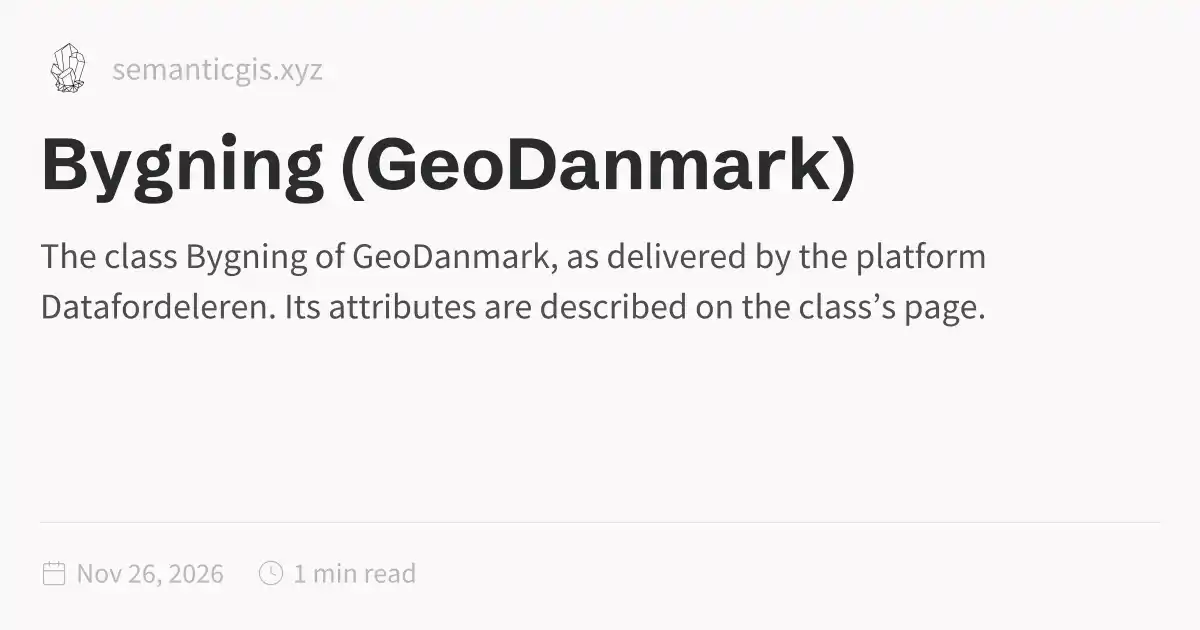 semanticgis.xyz
Bygning (GeoDanmark)
The class Bygning of GeoDanmark, as delivered by the platform
Datafordeleren. Its attributes are described on the class’s page.
Nov 26, 2026 1 min read